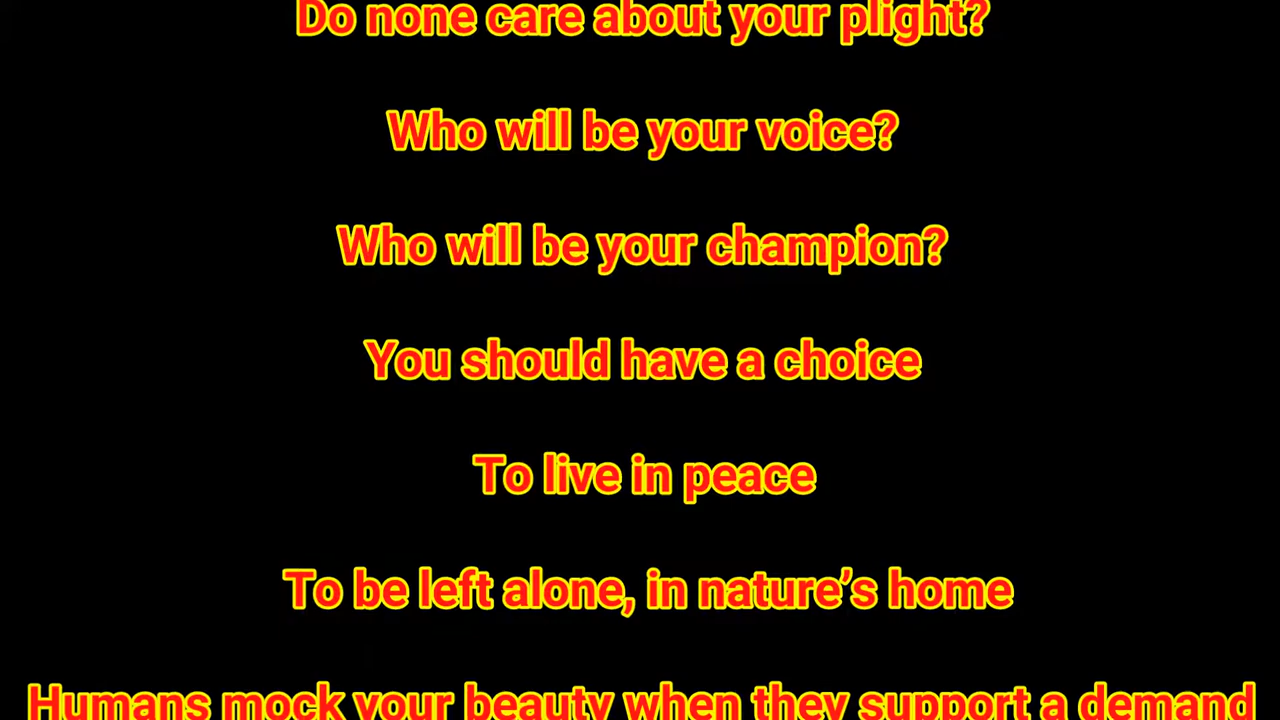 Do none care about your plight?
Who will be your voice?
Who will be your champion?
You should have a choice
To live in peace
To be left alone, in nature’s home
Humans mock your beauty when they support a demand